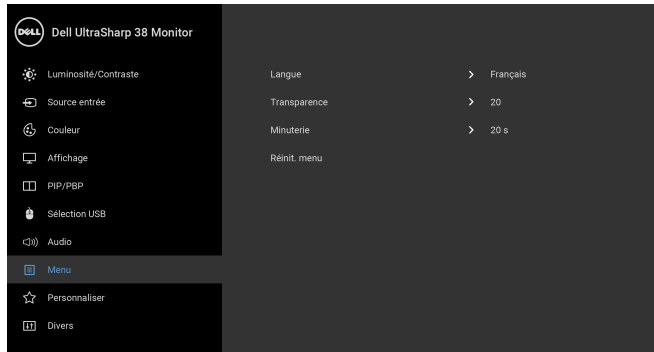 DELL Dell UltraSharp 38 Monitor
Luminosité/Contraste
Source entrée
Couleur
Affichage
PIP/PBP
Sélection USB
Audio
Menu
Personnaliser
Divers
Langue > Français
Transparence > 20
Minuterie > 20 s
Réinit. menu